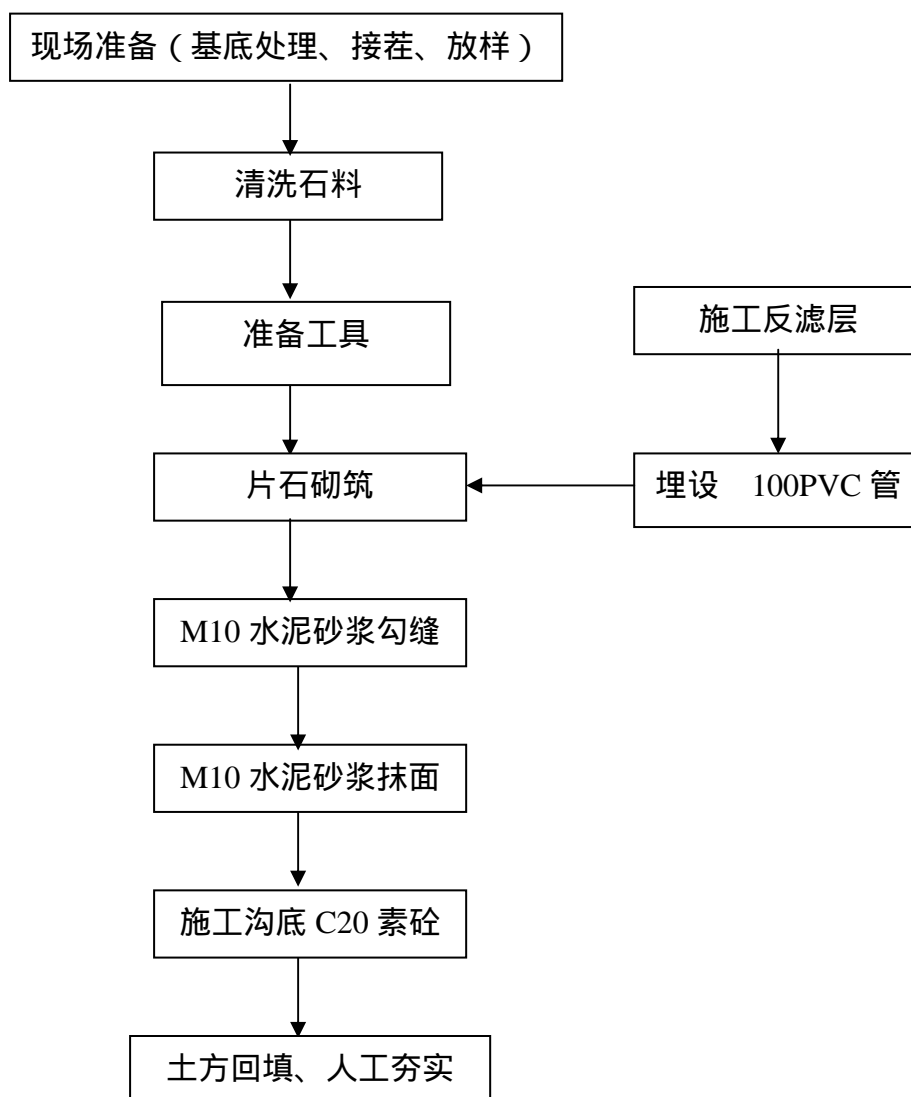 现场准备（基底处理、接茬、放样）
清洗石料
准备工具
施工反滤层
片石砌筑
埋设　100PVC 管
M10 水泥砂浆勾缝
M10 水泥砂浆抹面
施工沟底 C20 素砼
土方回填、人工夯实